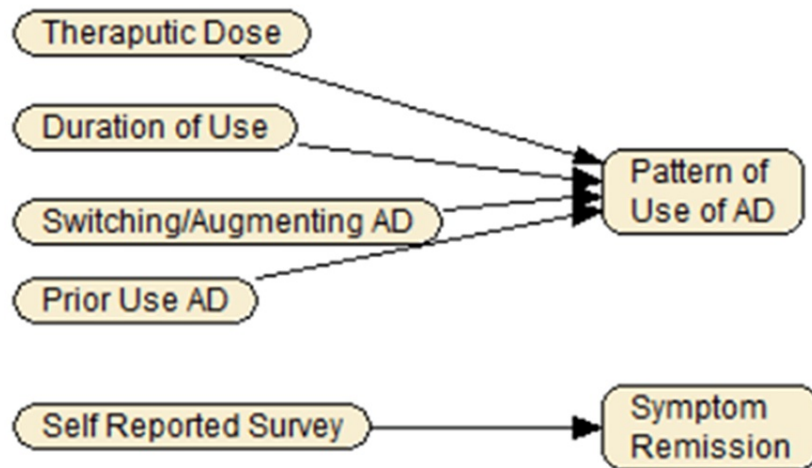 Theraputic Dose
Duration of Use
Switching/Augmenting AD
Prior Use AD
Pattern of
Use of AD
Self Reported Survey
Symptom
Remission